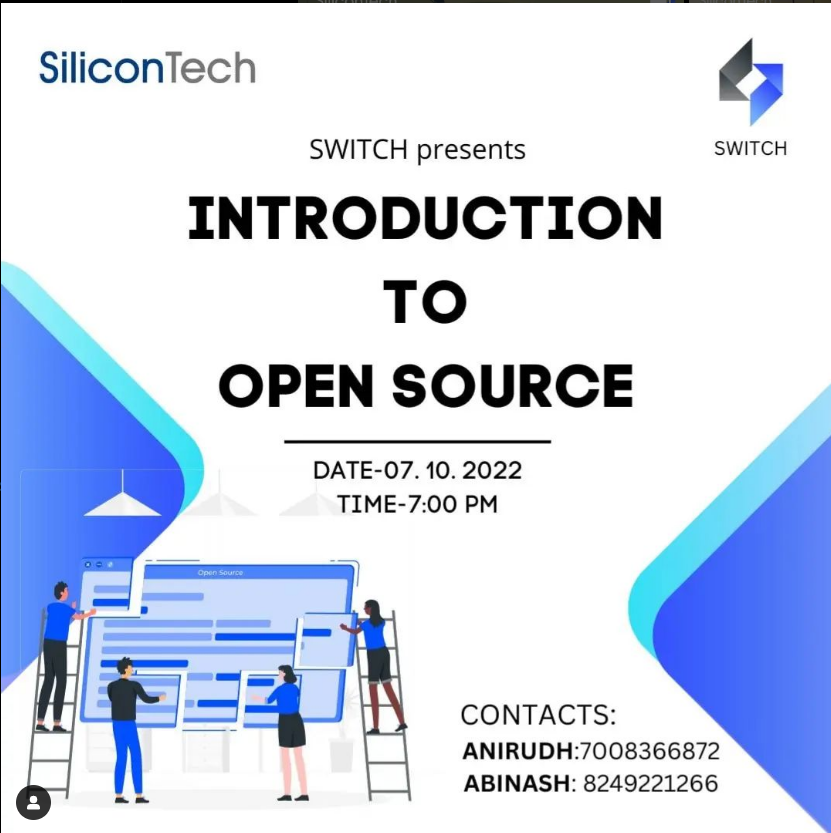 SiliconTech
SWITCH
SWITCH presents
INTRODUCTION
TO
OPEN SOURCE
DATE-07. 10. 2022
TIME-7:00 PM
Open Source
CONTACTS:
ANIRUDH:7008366872
ABINASH: 8249221266